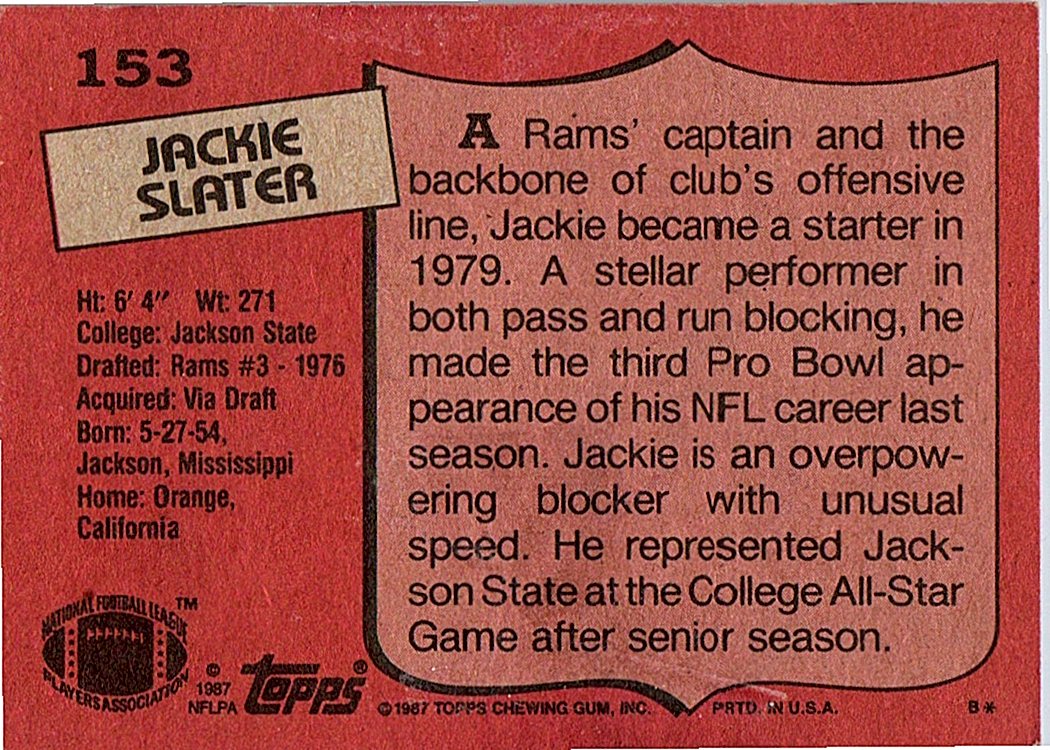 153
JACKIE
SLATER
Ht: 6' 4" Wt: 271
College: Jackson State
Drafted: Rams #3 - 1976
Acquired: Via Draft
Born: 5-27-54,
Jackson, Mississippi
Home: Orange,
California
A Rams' captain and the
backbone of club's offensive
line, Jackie became a starter in
1979. A stellar performer in
both pass and run blocking, he
made the third Pro Bowl ap-
pearance of his NFL career last
season. Jackie is an overpow-
ering blocker with unusual
speed. He represented Jack-
son State at the College All-Star
Game after senior season.
NATIONAL FOOTBALL LEAGUE ™
PLAYERS ASSOCIATION
©
1987
NFLPA
Topps ®
©1987 TOPPS CHEWING GUM, INC. PRTD. IN U.S.A. B*